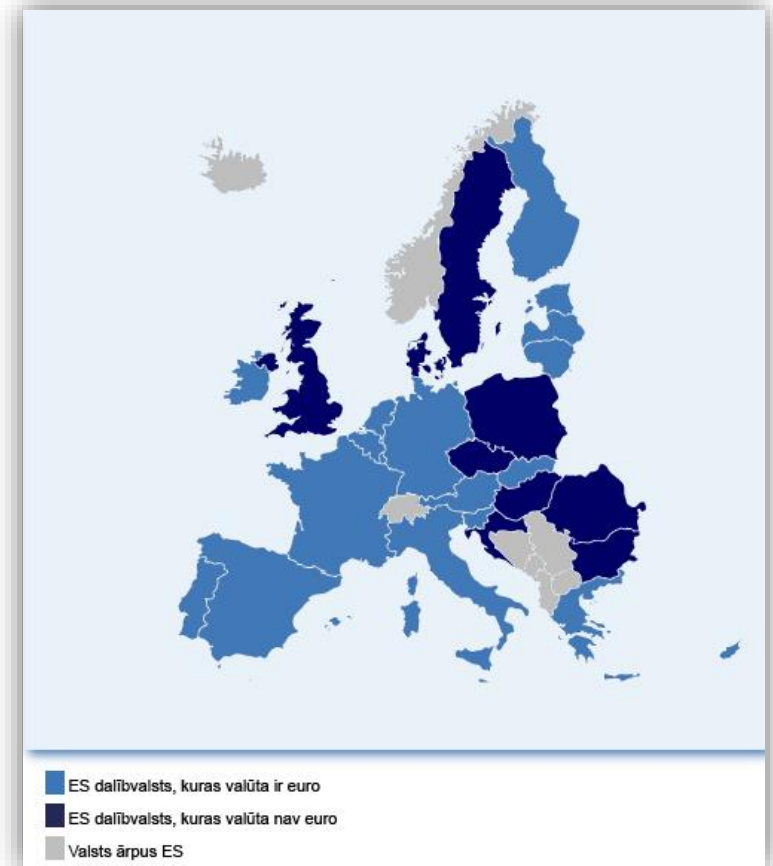 ES dalībvalsts, kuras valūta ir euro
ES dalībvalsts, kuras valūta nav euro
Valsts ārpus ES